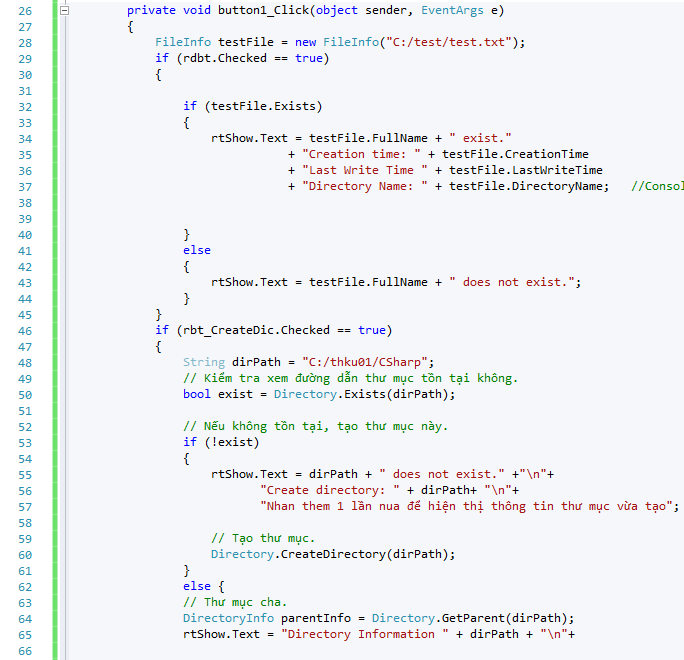 26 private void button1_Click(object sender, EventArgs e)
27 {
28 FileInfo testFile = new FileInfo("C:/test/test.txt");
29 if (rdbt.Checked == true)
30 {
31
32 if (testFile.Exists)
33 {
34 rtShow.Text = testFile.FullName + " exist."
35 + "Creation time: " + testFile.CreationTime
36 + "Last Write Time " + testFile.LastWriteTime
37 + "Directory Name: " + testFile.DirectoryName; //Consol
38
39
40 }
41 else
42 {
43 rtShow.Text = testFile.FullName + " does not exist.";
44 }
45 }
46 if (rbt_CreateDic.Checked == true)
47 {
48 String dirPath = "C:/thku01/CSharp";
49 // Kiểm tra xem đường dẫn thư mục tồn tại không.
50 bool exist = Directory.Exists(dirPath);
51
52 // Nếu không tồn tại, tạo thư mục này.
53 if (!exist)
54 {
55 rtShow.Text = dirPath + " does not exist." +"\n"+
56 "Create directory: " + dirPath+ "\n"+
57 "Nhan them 1 lần nua để hiện thị thông tin thư mục vừa tạo";
58
59 // Tạo thư mục.
60 Directory.CreateDirectory(dirPath);
61 }
62 else {
63 // Thư mục cha.
64 DirectoryInfo parentInfo = Directory.GetParent(dirPath);
65 rtShow.Text = "Directory Information " + dirPath + "\n"+
66